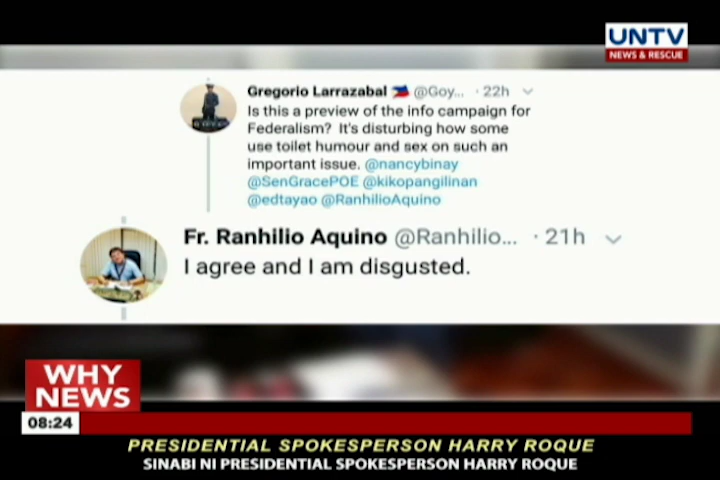 UNTV
NEWS & RESCUE
Gregorio Larrazabal 🇵🇭 @Goy... · 22h
Is this a preview of the info campaign for
Federalism? It's disturbing how some
use toilet humour and sex on such an
important issue. @nancybinay
@SenGracePOE @kikopangilinan
@edtayao @RanhilioAquino
Fr. Ranhilio Aquino @Ranhilio... · 21h
I agree and I am disgusted.
WHY
NEWS
08:24
PRESIDENTIAL SPOKESPERSON HARRY ROQUE
SINABI NI PRESIDENTIAL SPOKESPERSON HARRY ROQUE